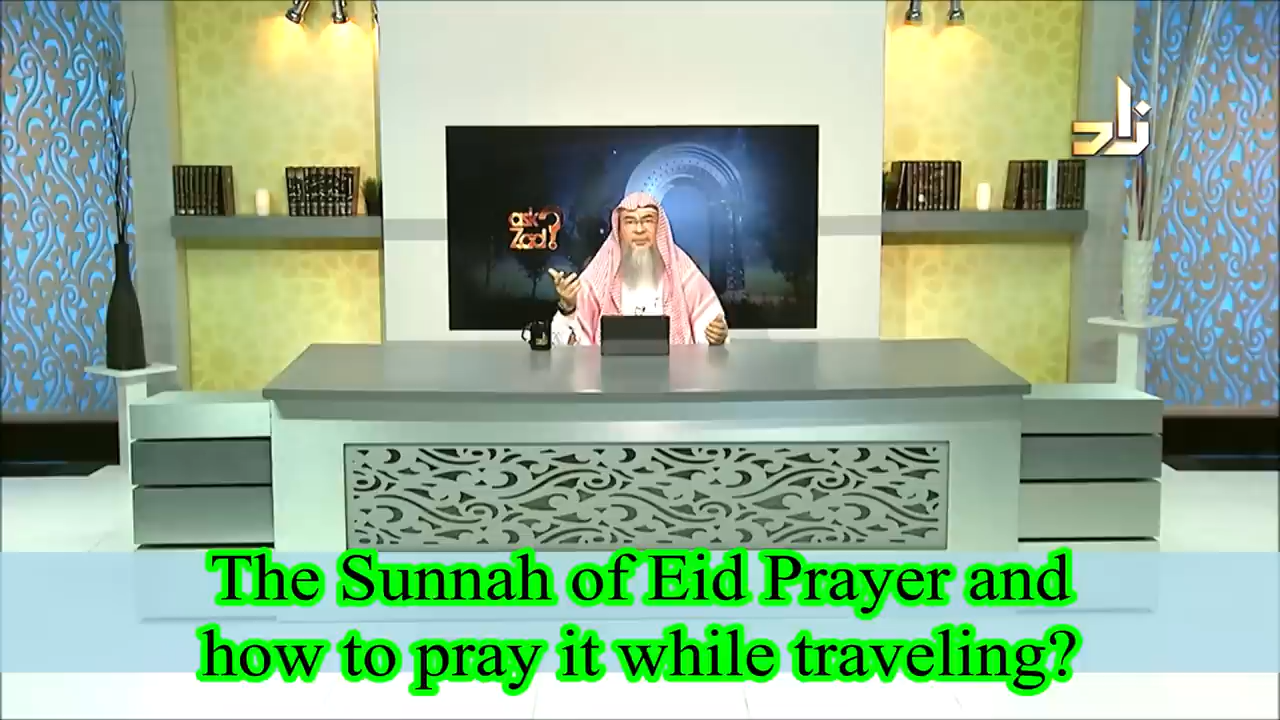 زاد
ask
Zad?
The Sunnah of Eid Prayer and
how to pray it while traveling?